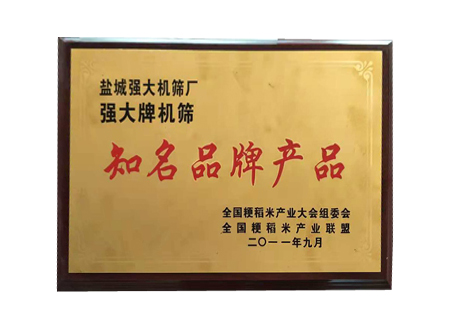 盐城强大机筛厂
强大牌机筛
知名品牌产品
全国粳稻米产业大会组委会
全国粳稻米产业联盟
二〇一一年九月